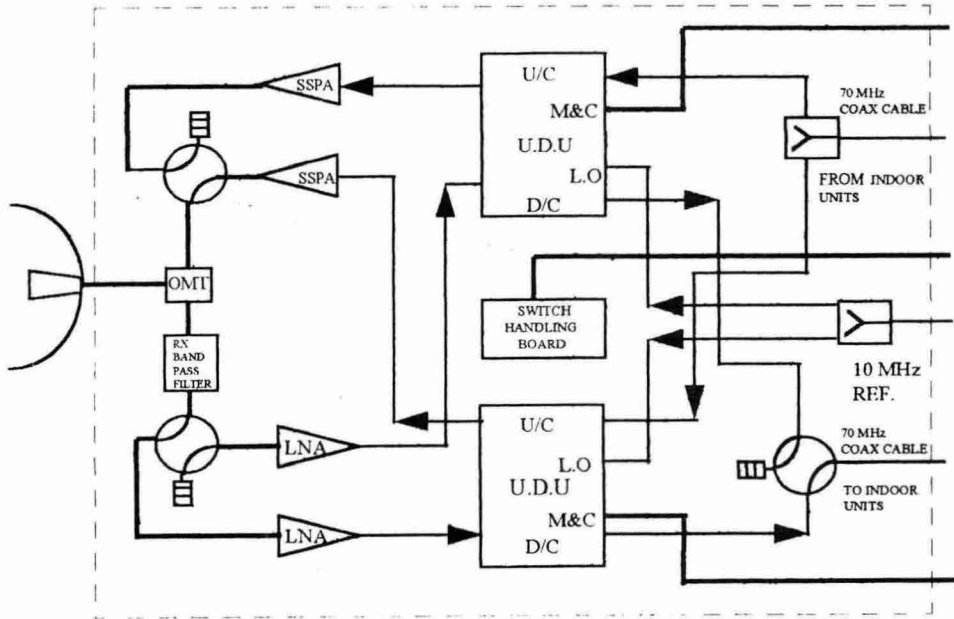 SSPA
U/C
M&C
U.D.U
L.O
D/C
70 MHz
COAX CABLE
FROM INDOOR
UNITS
SSPA
OMT
SWITCH
HANDLING
BOARD
RX
BAND
PASS
FILTER
10 MHz
REF.
LNA
U/C
L.O
U.D.U
M&C
D/C
70 MHz
COAX CABLE
TO INDOOR
UNITS
LNA